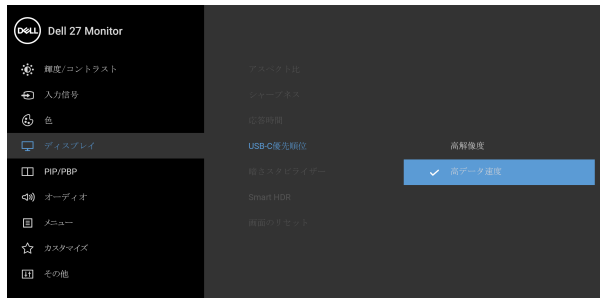 DELL Dell 27 Monitor
輝度/コントラスト
入力信号
色
ディスプレイ
PIP/PBP
オーディオ
メニュー
カスタマイズ
その他
アスペクト比
シャープネス
応答時間
USB-C優先順位
暗さスタビライザー
Smart HDR
画面のリセット
高解像度
高データ速度